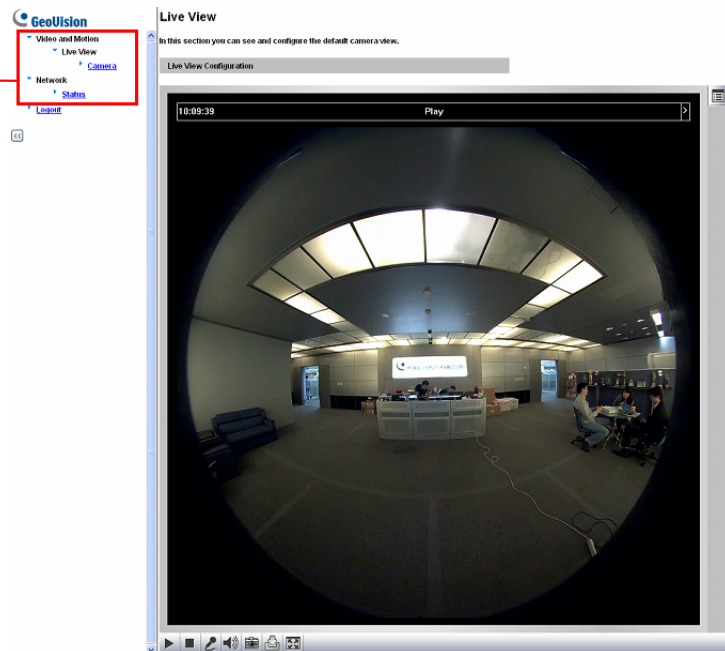 GeoVision
Video and Motion
Live View
Camera
Network
Status
Logout
Live View
In this section you can see and configure the default camera view.
Live View Configuration
10:09:39 Play >